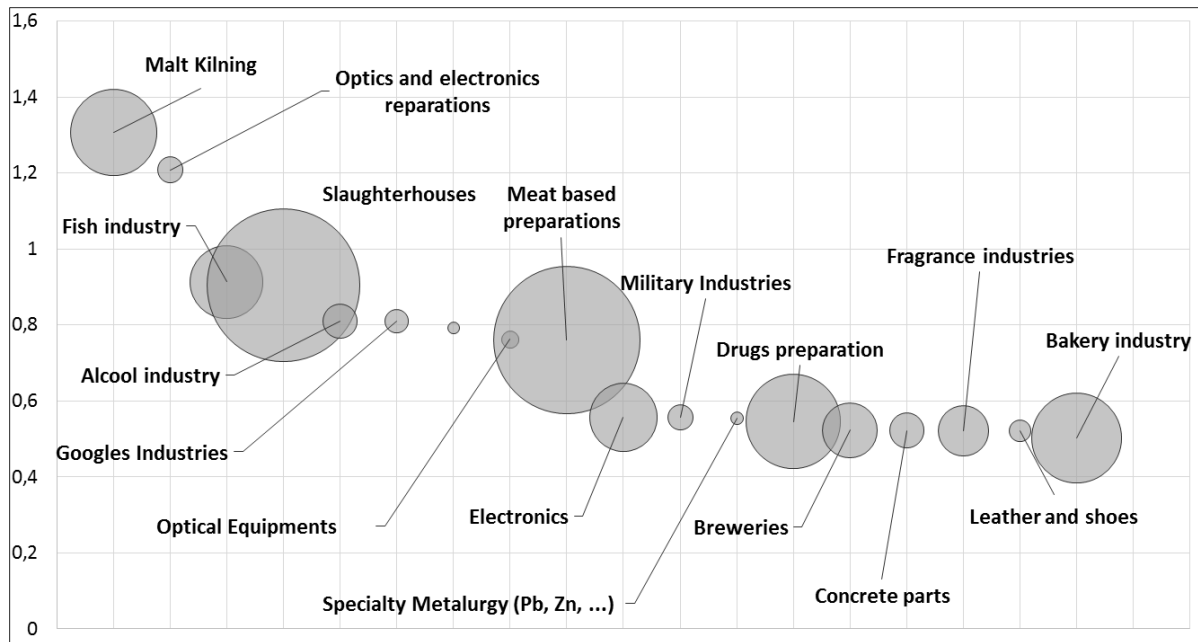 1,6
1,4
1,2
1
0,8
0,6
0,4
0,2
0
Malt Kilning
Optics and electronics
reparations
Slaughterhouses
Meat based
preparations
Fish industry
Military Industries
Fragrance industries
Drugs preparation
Bakery industry
Alcool industry
Googles Industries
Optical Equipments
Electronics
Breweries
Leather and shoes
Specialty Metalurgy (Pb, Zn, ...)
Concrete parts